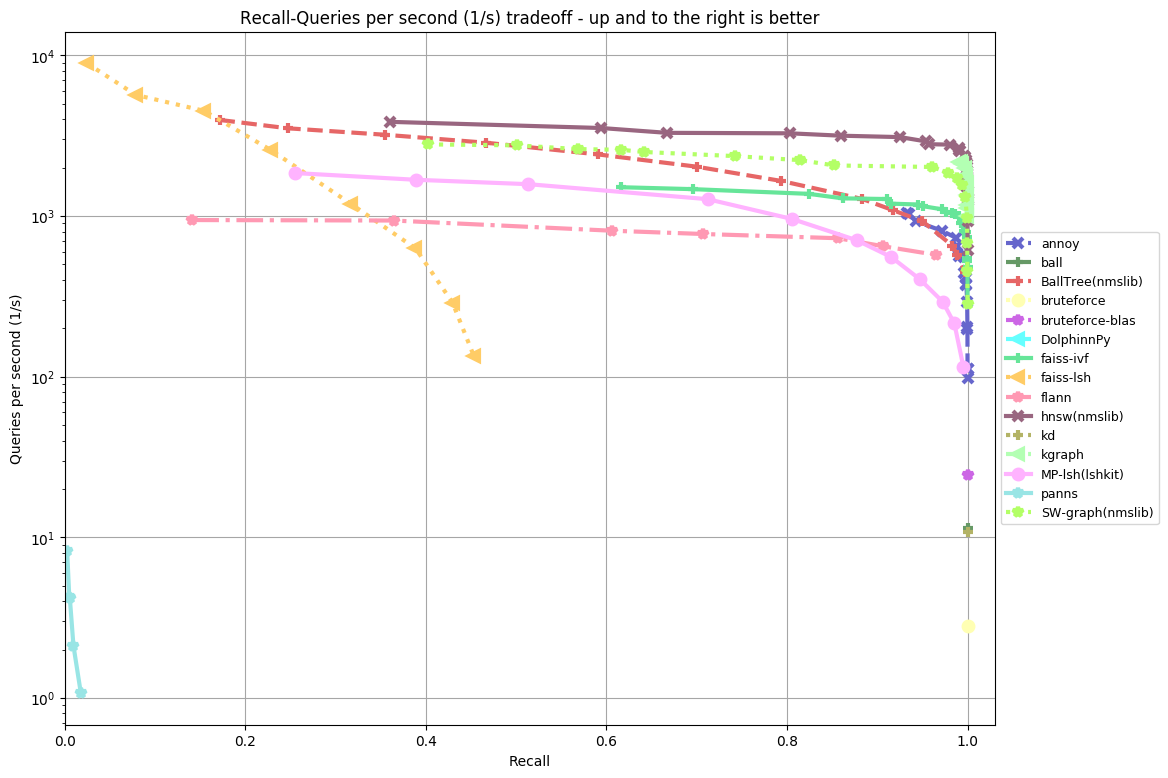 Recall-Queries per second (1/s) tradeoff - up and to the right is better
Queries per second (1/s)
10⁴
10³
10²
10¹
10⁰
0.0 0.2 0.4 0.6 0.8 1.0
Recall
annoy
ball
BallTree(nmslib)
bruteforce
bruteforce-blas
DolphinnPy
faiss-ivf
faiss-lsh
flann
hnsw(nmslib)
kd
kgraph
MP-lsh(lshkit)
panns
SW-graph(nmslib)